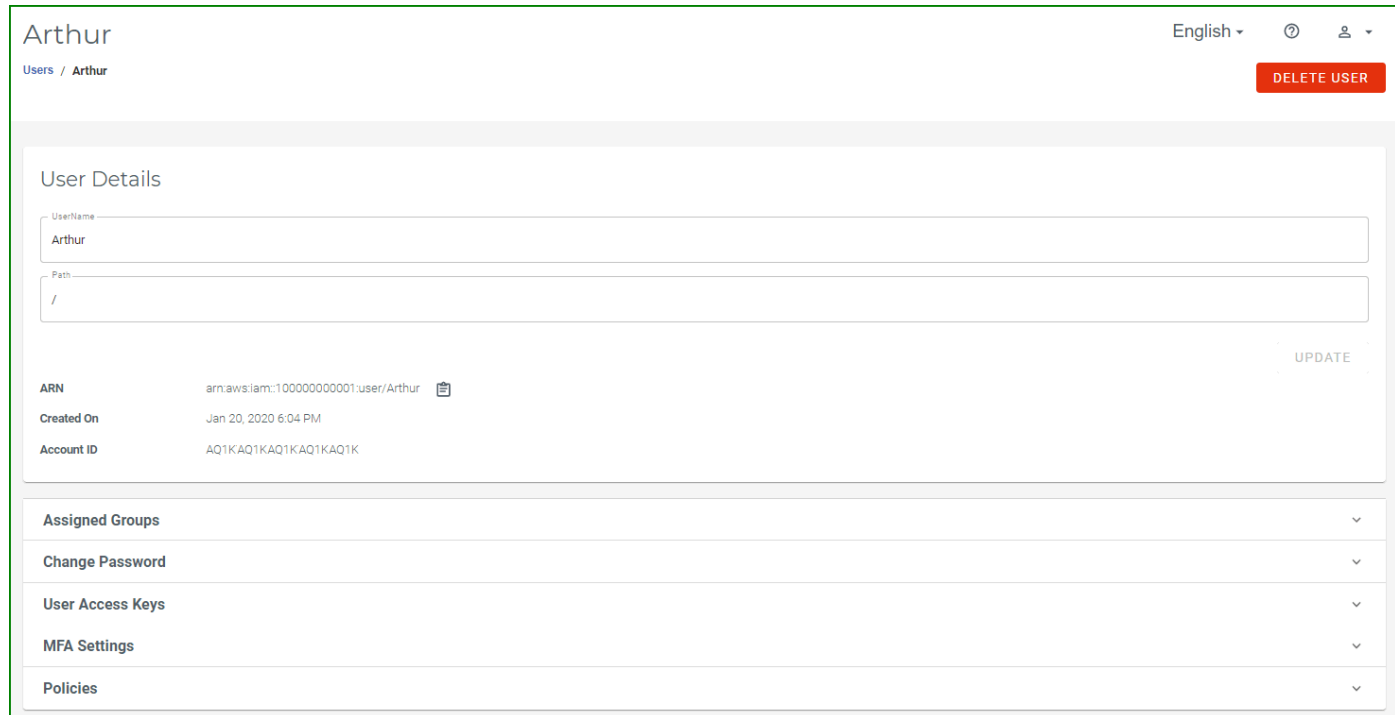 Arthur
English
Users / Arthur
DELETE USER
User Details
UserName
Arthur
Path
/
UPDATE
ARN arn:aws:iam::100000000001:user/Arthur
Created On Jan 20, 2020 6:04 PM
Account ID AQ1KAQ1KAQ1KAQ1KAQ1K
Assigned Groups
Change Password
User Access Keys
MFA Settings
Policies